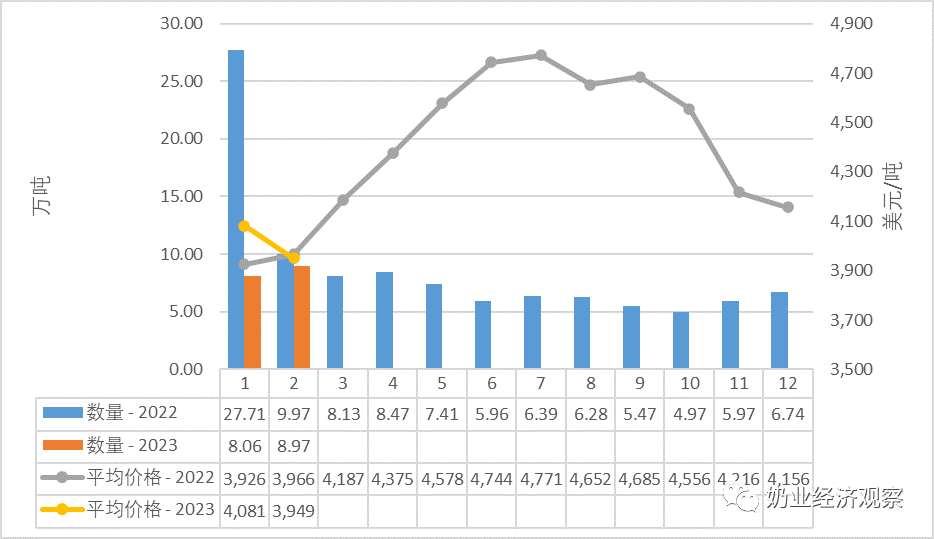 30.00
25.00
20.00
15.00
10.00
5.00
0.00
万吨
4,900
4,700
4,500
4,300
4,100
3,900
3,700
3,500
美元/吨
1 2 3 4 5 6 7 8 9 10 11 12
数量 - 2022 27.71 9.97 8.13 8.47 7.41 5.96 6.39 6.28 5.47 4.97 5.97 6.74
数量 - 2023 8.06 8.97
平均价格 - 2022 3,926 3,966 4,187 4,375 4,578 4,744 4,771 4,652 4,685 4,556 4,216 4,156
平均价格 - 2023 4,081 3,949
奶业经济观察